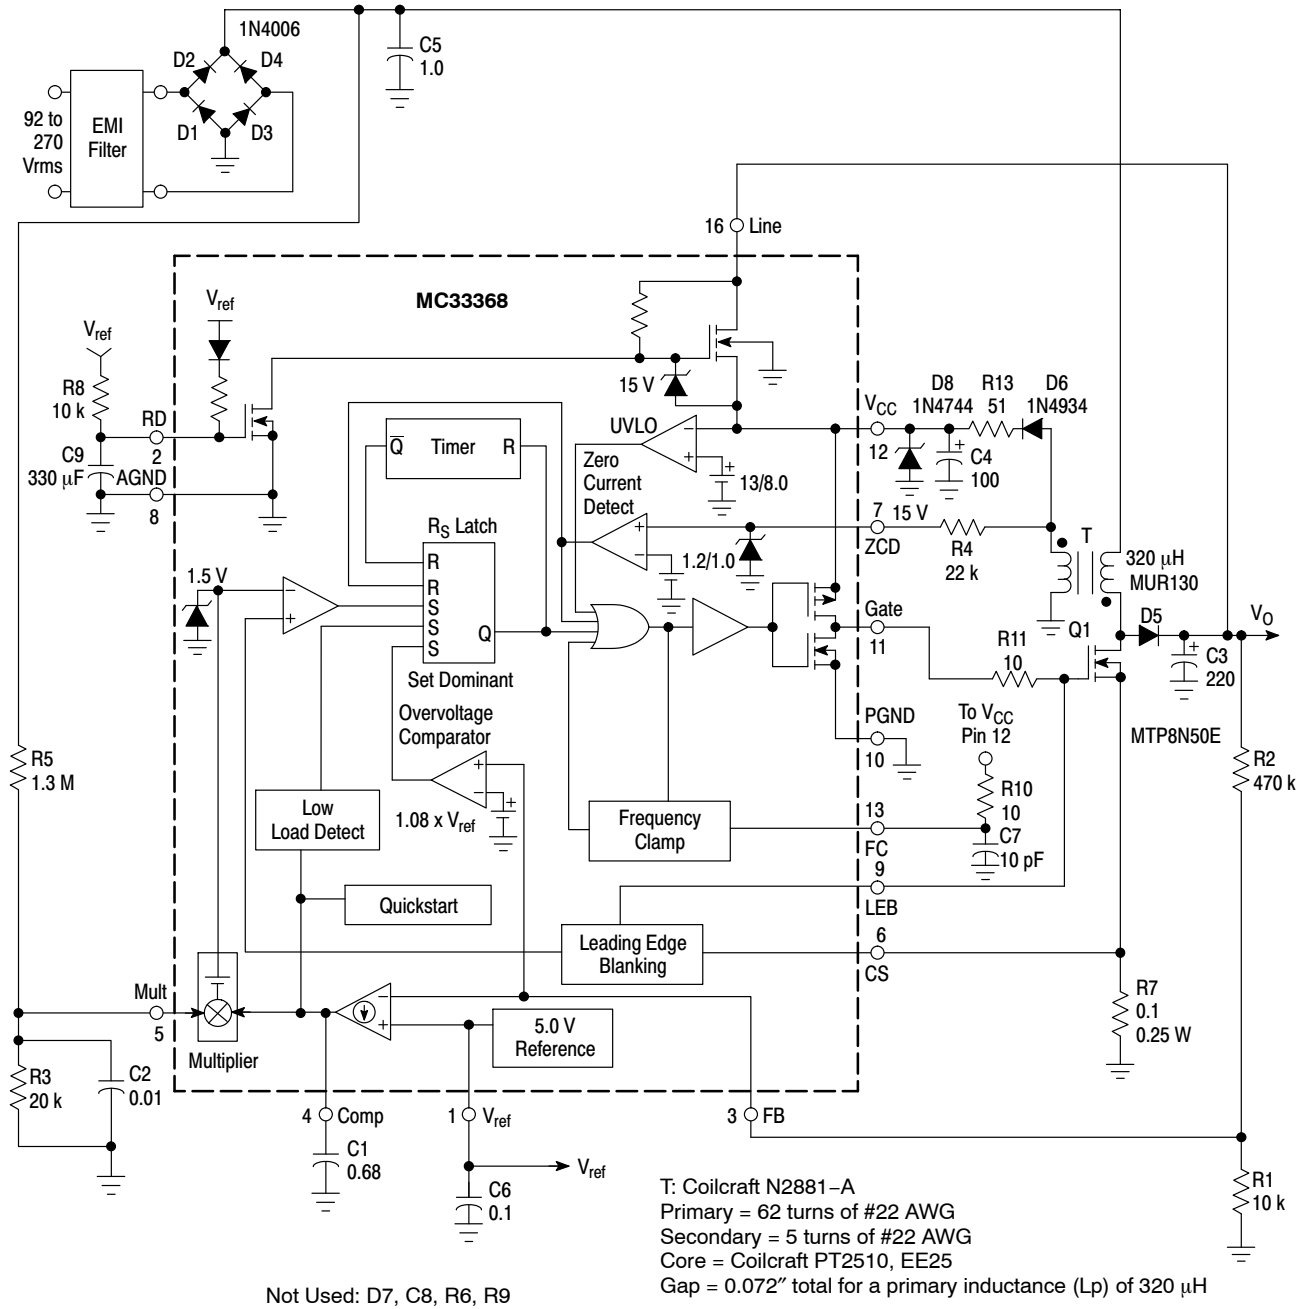 1N4006
D2
D4
D1
D3
C5
1.0
92 to
270
Vrms
EMI
Filter
16 Line
MC33368
Vref
Vref
R8
10 k
RD
2
C9
330 µF
AGND
8
15 V
UVLO
13/8.0
VCC
12
D8
1N4744
R13
51
D6
1N4934
C4
100
Q̅ Timer R
Zero
Current
Detect
7 15 V
ZCD
R4
22 k
T
320 µH
MUR130
1.2/1.0
RS Latch
R
R
S
S
S
Q
Set Dominant
1.5 V
−
+
Gate
11
R11
10
Q1
D5
VO
C3
220
MTP8N50E
PGND
10
To VCC
Pin 12
R10
10
R5
1.3 M
R2
470 k
Overvoltage
Comparator
1.08 x Vref
Low
Load Detect
Frequency
Clamp
13
FC
C7
10 pF
9
LEB
Quickstart
Leading Edge
Blanking
6
CS
Mult
5
Multiplier
5.0 V
Reference
R7
0.1
0.25 W
R3
20 k
C2
0.01
4 Comp
1 Vref
3 FB
C1
0.68
Vref
C6
0.1
R1
10 k
T: Coilcraft N2881−A
Primary = 62 turns of #22 AWG
Secondary = 5 turns of #22 AWG
Core = Coilcraft PT2510, EE25
Gap = 0.072″ total for a primary inductance (Lp) of 320 µH
Not Used: D7, C8, R6, R9